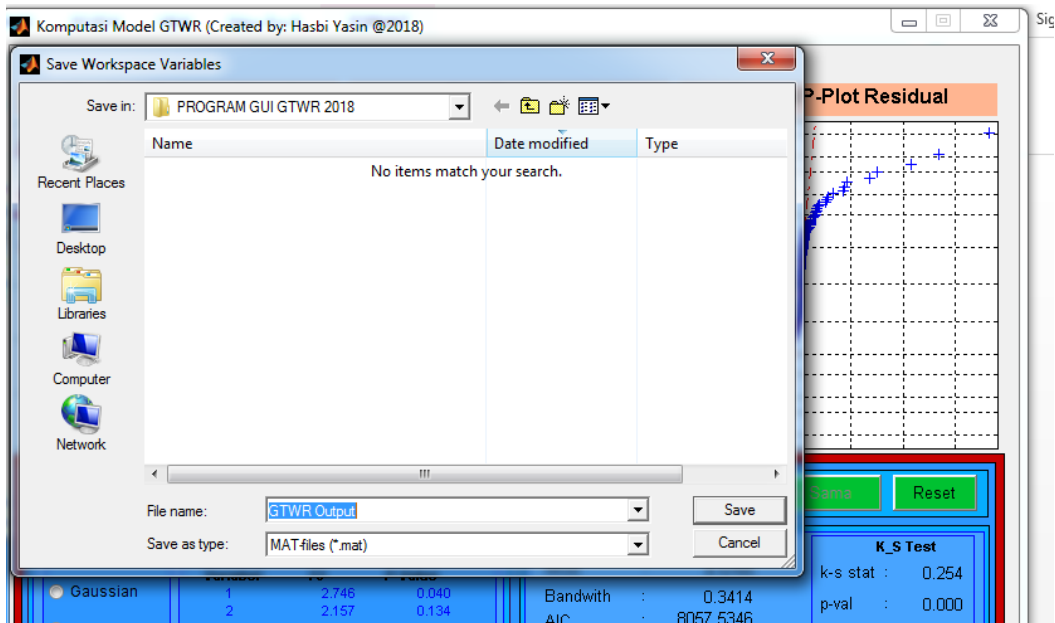 Komputasi Model GTWR (Created by: Hasbi Yasin @2018)
Save Workspace Variables
Save in: PROGRAM GUI GTWR 2018
P-Plot Residual
Name Date modified Type
No items match your search.
Recent Places
Desktop
Libraries
Computer
Network
File name: GTWR Output Save
Save as type: MAT-files (*.mat) Cancel
Reset
K_S Test
k-s stat : 0.254
p-val : 0.000
Gaussian
1 2.746 0.040
2 2.157 0.134
Bandwith : 0.3414
AIC : 8057.5346